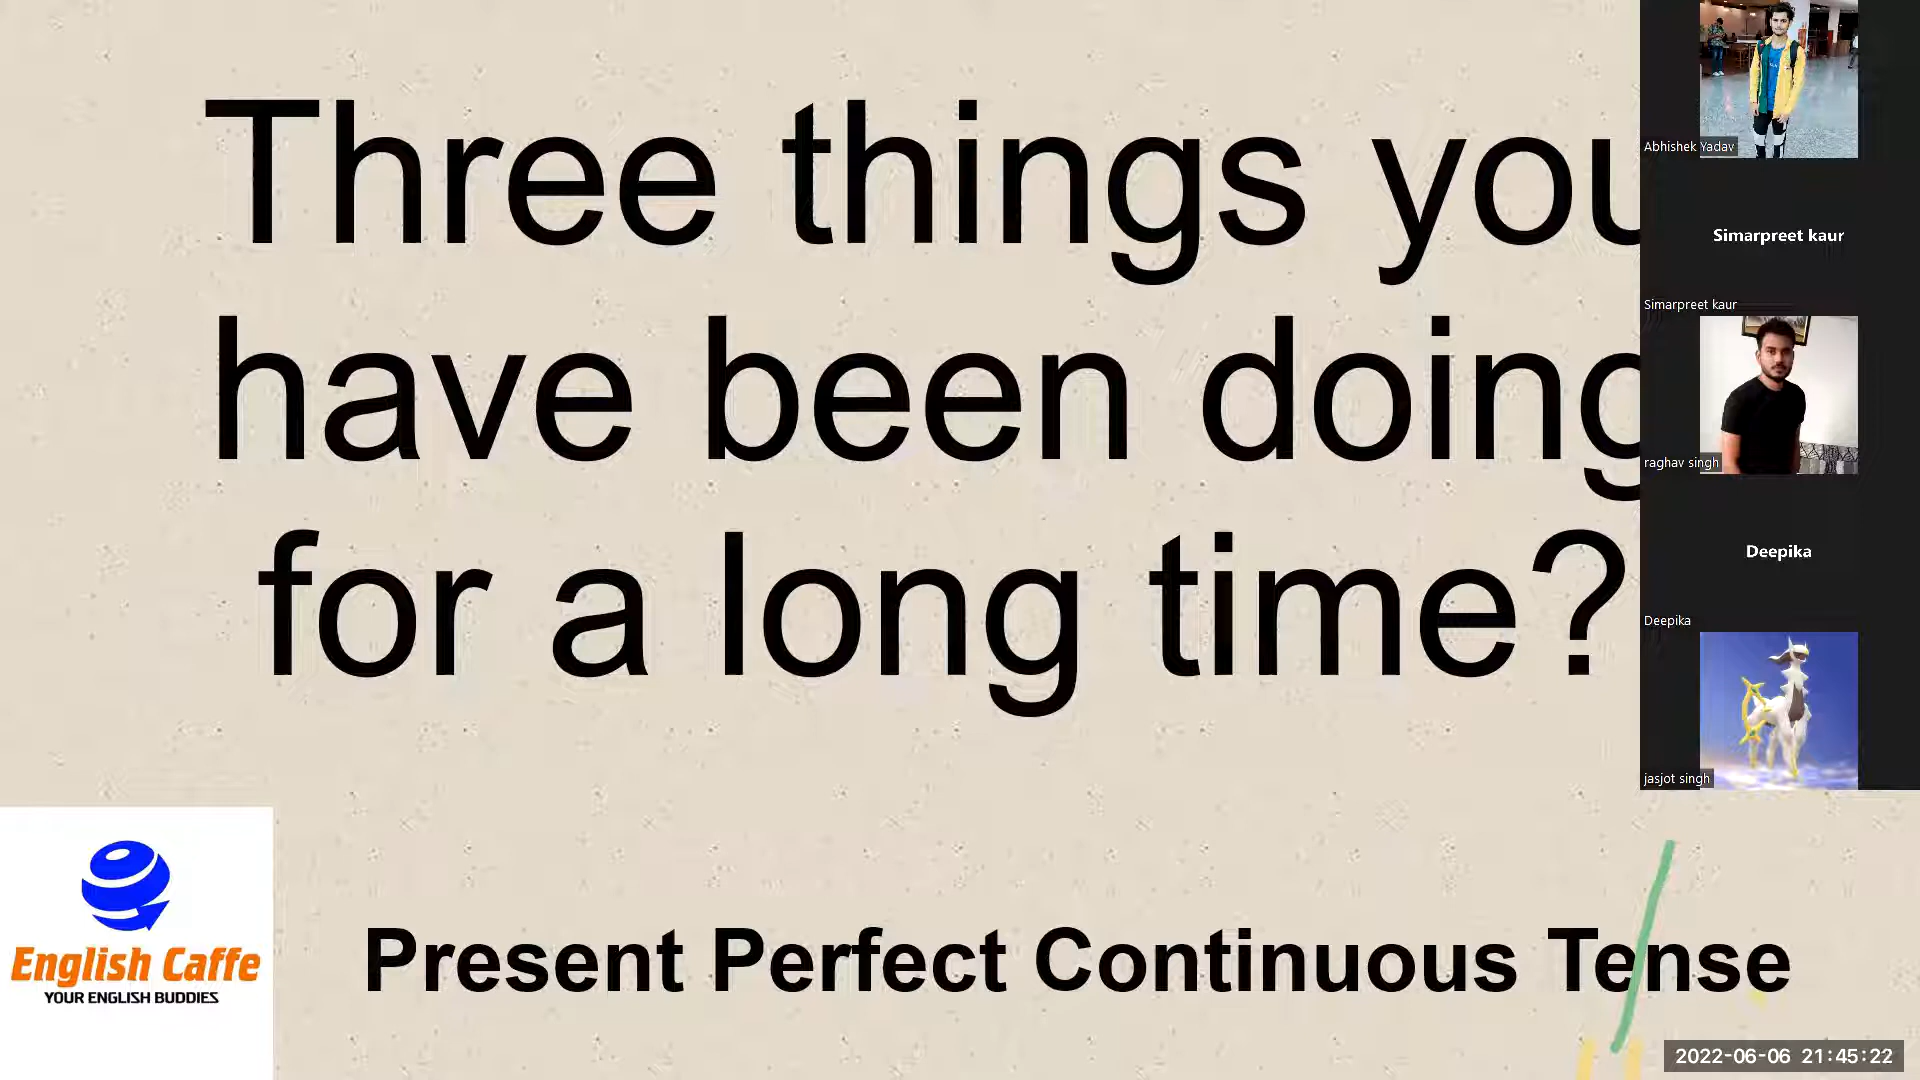 Three things you
have been doing
for a long time?
Present Perfect Continuous Tense
English Caffe
YOUR ENGLISH BUDDIES
Abhishek Yadav
Simarpreet kaur
Simarpreet kaur
raghav singh
Deepika
Deepika
jasjot singh
2022-06-06 21:45:22